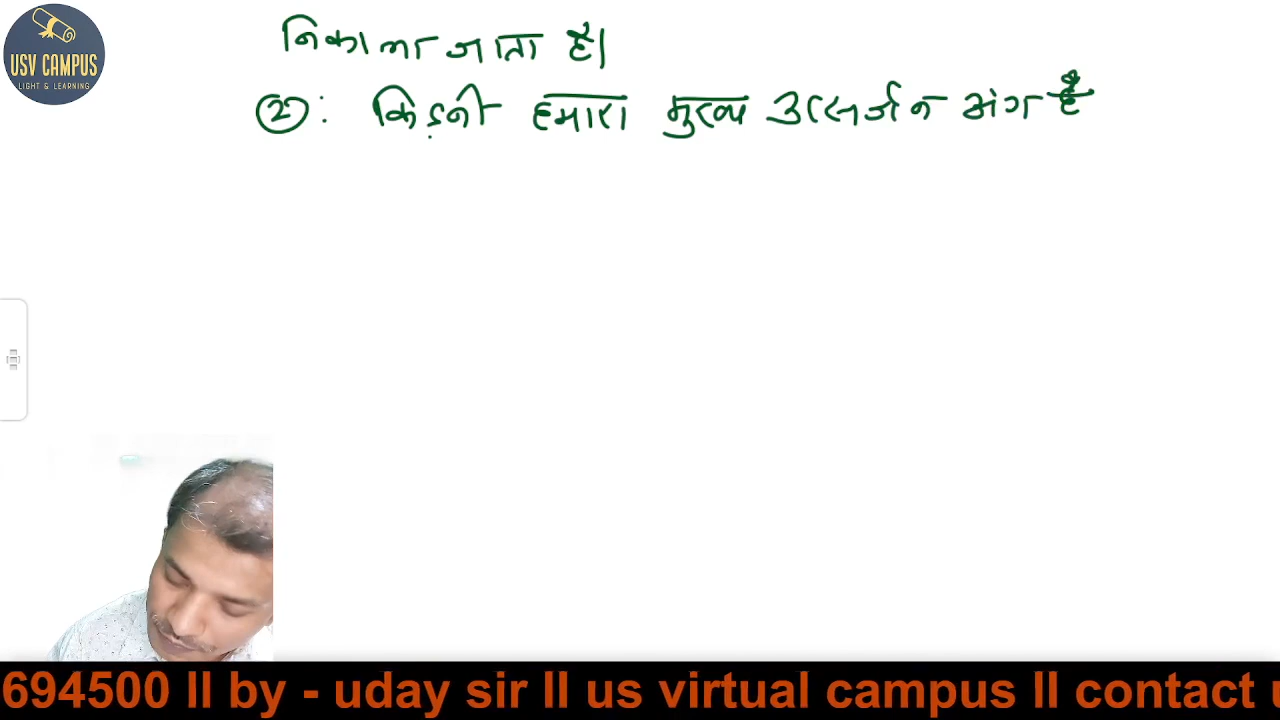 USV CAMPUS
LIGHT & LEARNING
निकाला जाता है।
② : किडनी हमारा मुख्य उत्सर्जन अंग है
694500 ll by - uday sir ll us virtual campus ll contact u